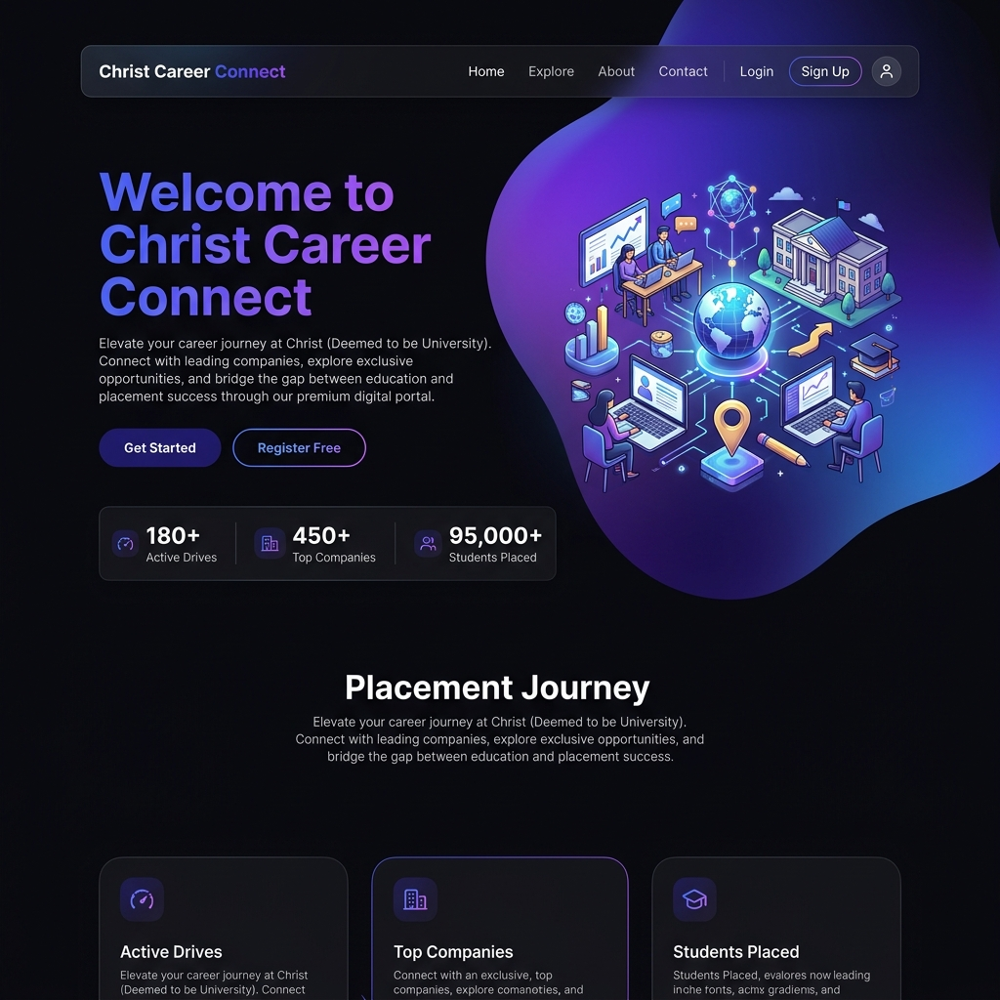 Christ Career Connect
Home Explore About Contact Login Sign Up
Welcome to
Christ Career
Connect
Elevate your career journey at Christ (Deemed to be University).
Connect with leading companies, explore exclusive
opportunities, and bridge the gap between education and
placement success through our premium digital portal.
Get Started Register Free
180+ 450+ 95,000+
Active Drives Top Companies Students Placed
Placement Journey
Elevate your career journey at Christ (Deemed to be University).
Connect with leading companies, explore exclusive opportunities, and
bridge the gap between education and placement success.
Active Drives
Elevate your career journey at Christ
(Deemed to be University). Connect
Top Companies
Connect with an exclusive, top
companies, explore comanoties, and
Students Placed
Students Placed, evalores now leading
fonts, gradiems, and